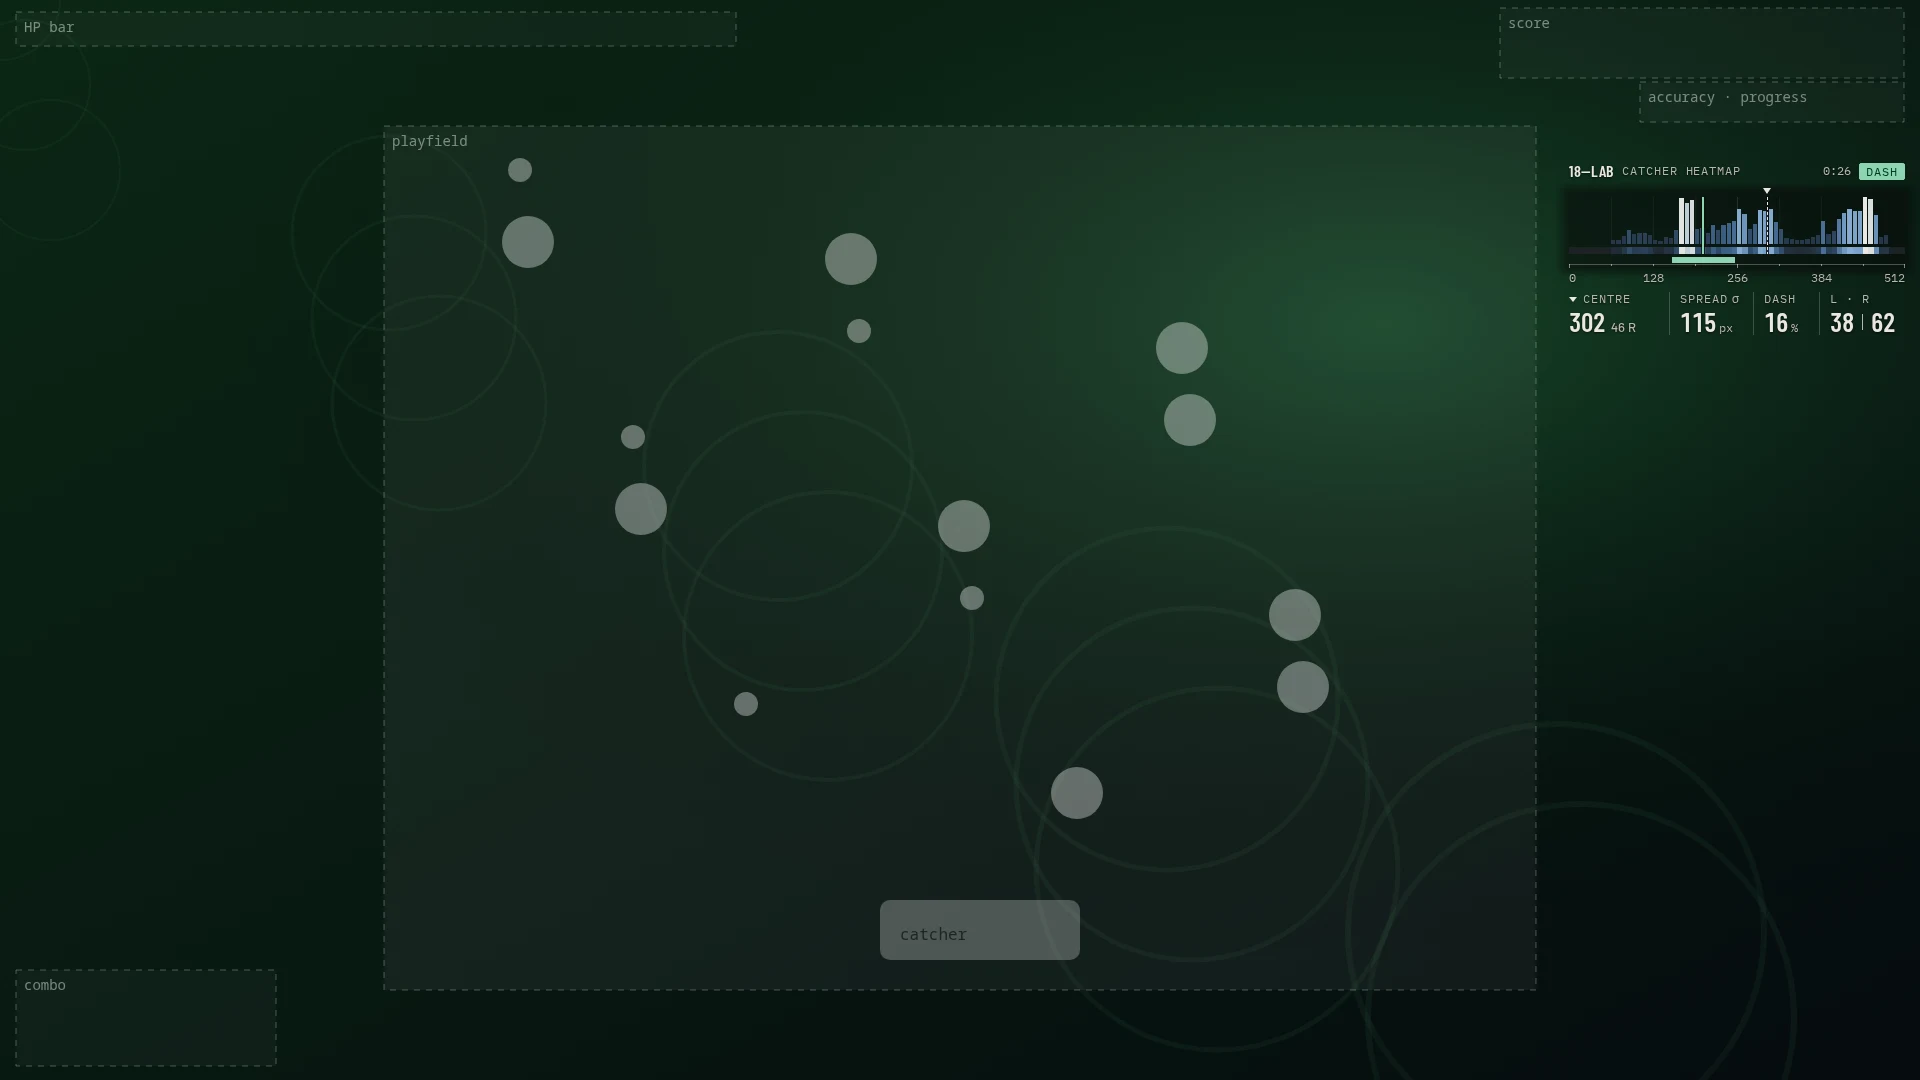 HP bar
score
accuracy · progress
playfield
18—LAB CATCHER HEATMAP 0:26 DASH
0 128 256 384 512
CENTRE SPREAD σ DASH L · R
302 46 R 115 px 16 % 38 62
catcher
combo